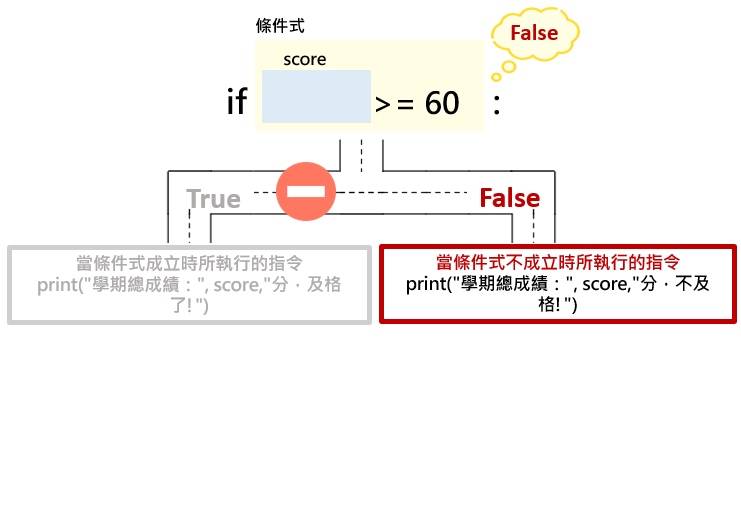 條件式
False
score
if >= 60 :
True
False
當條件式成立時所執行的指令
print("學期總成績：", score,"分，及格
了! ")
當條件式不成立時所執行的指令
print("學期總成績：", score,"分，不及
格! ")